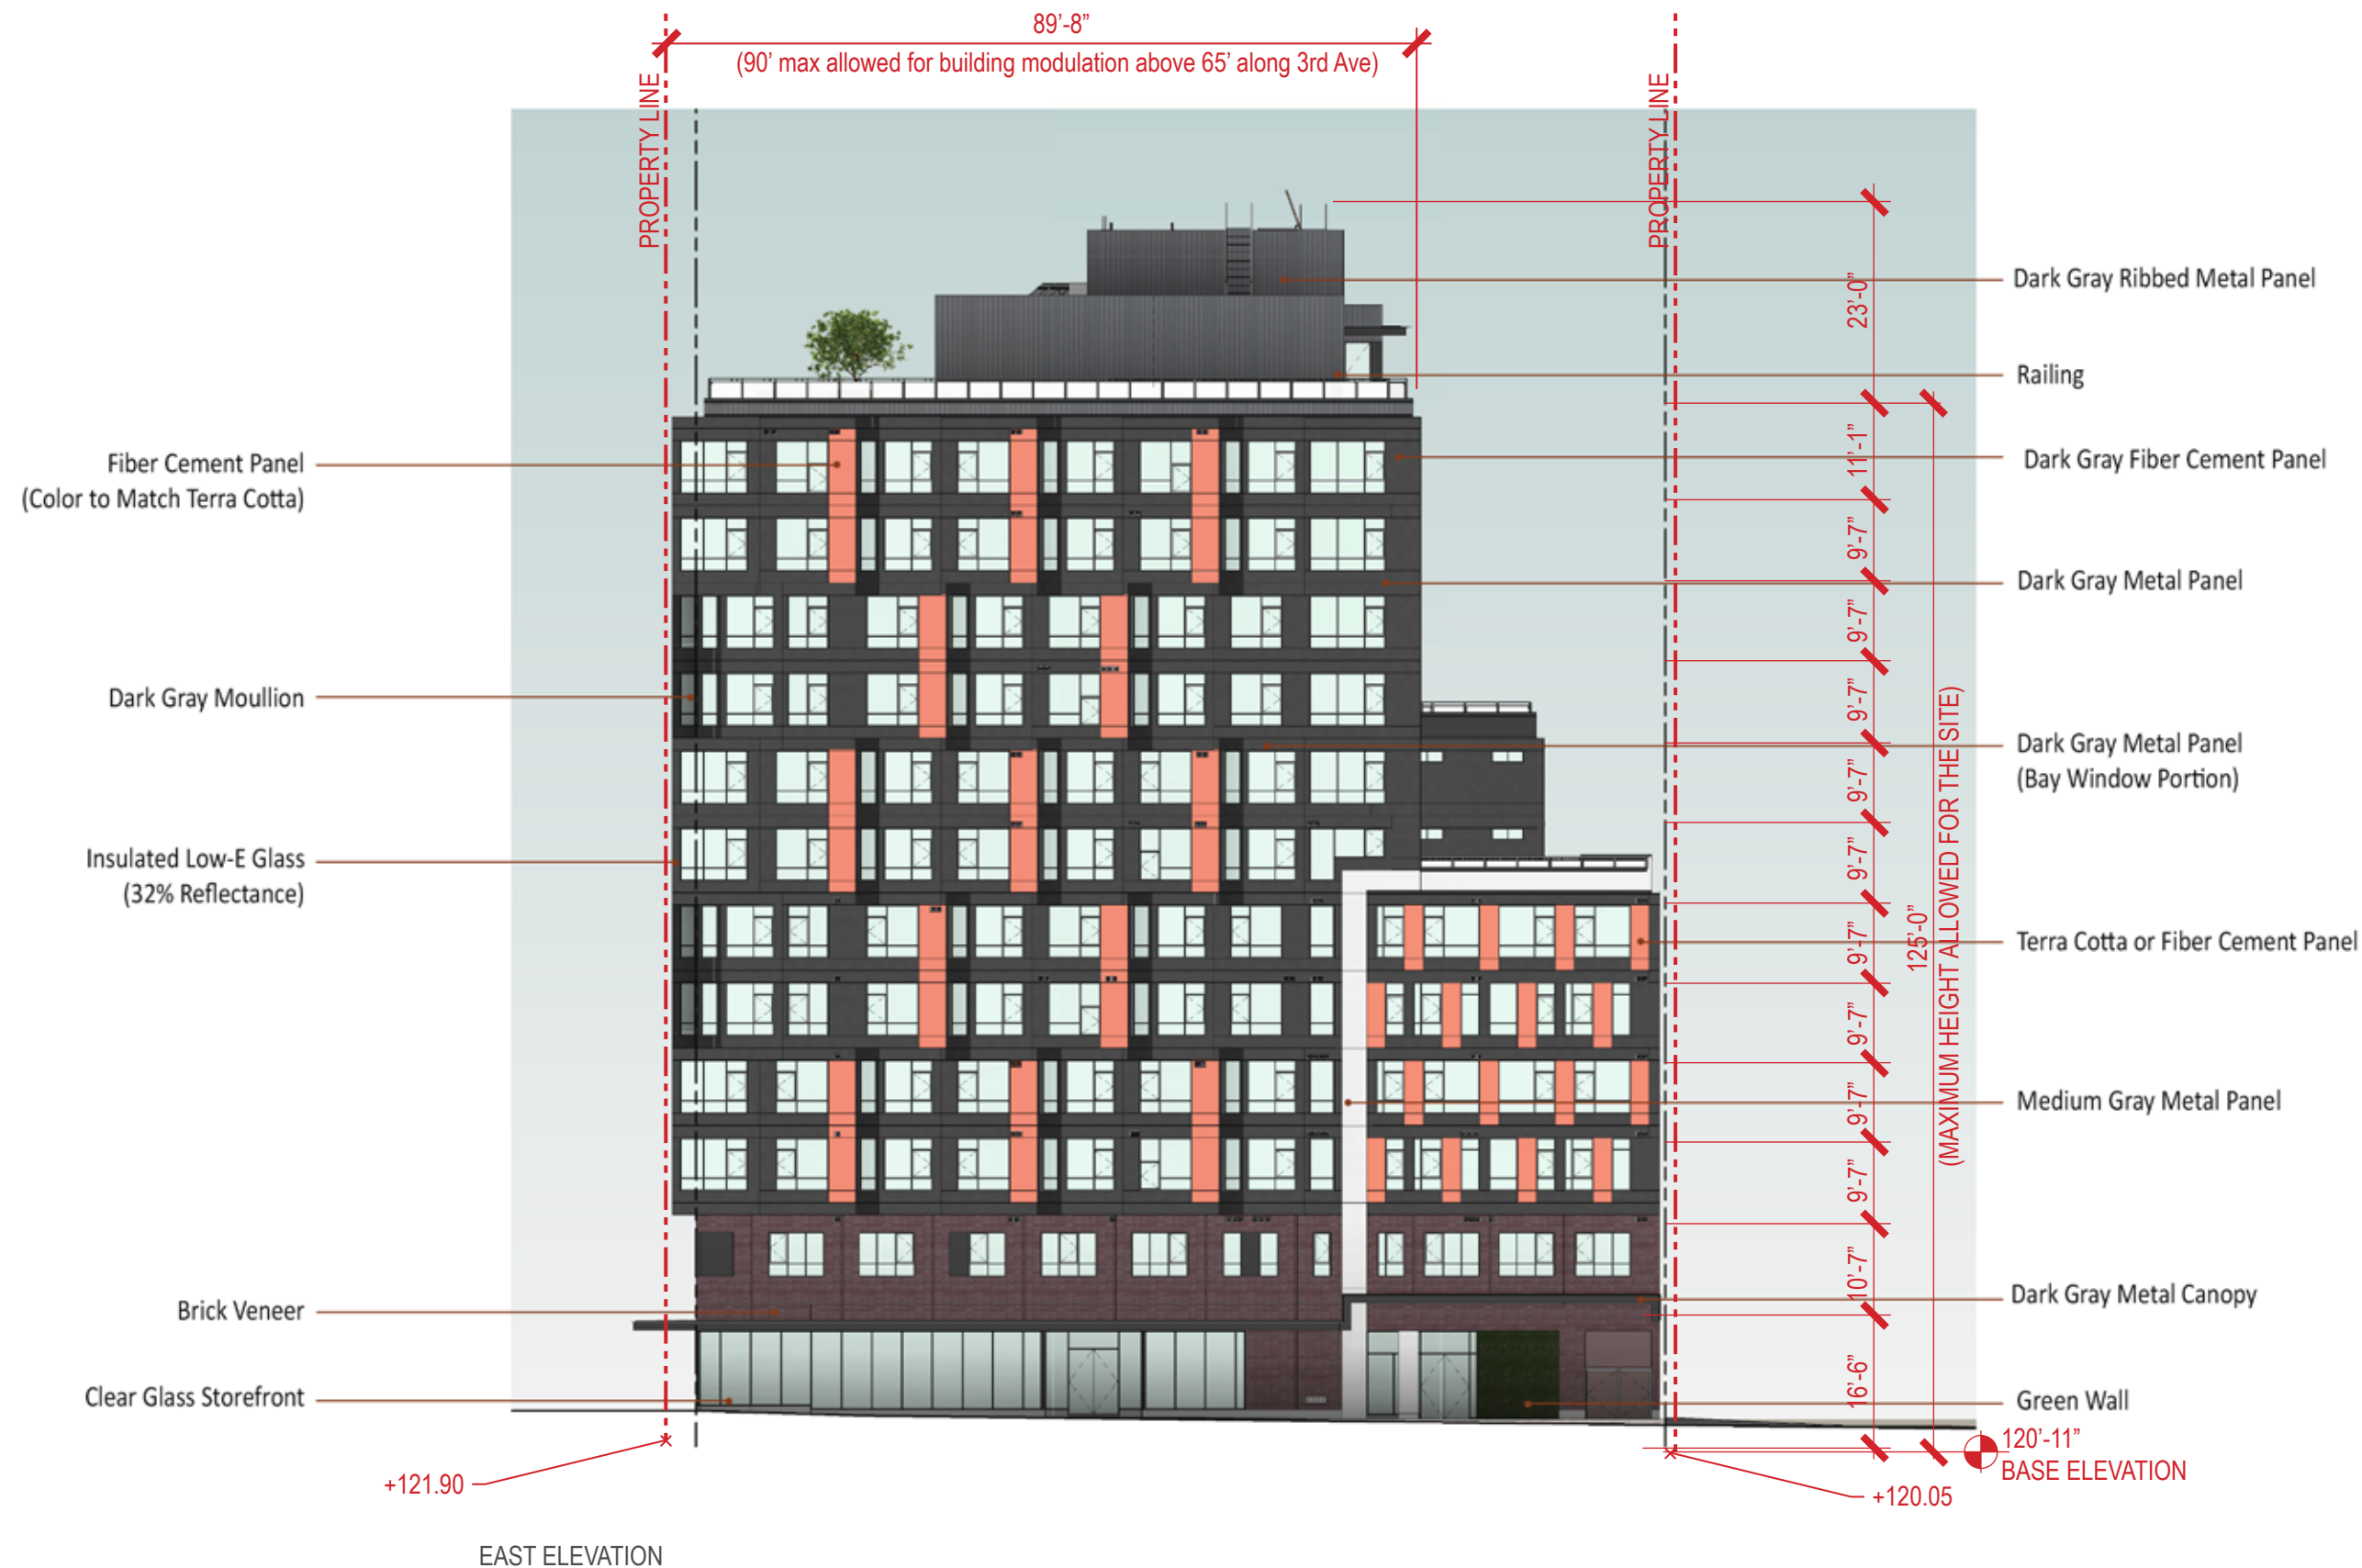 89’-8”
(90’ max allowed for building modulation above 65’ along 3rd Ave)
PROPERTY LINE
PROPERTY LINE
Fiber Cement Panel
(Color to Match Terra Cotta)
Dark Gray Moullion
Insulated Low-E Glass
(32% Reflectance)
Brick Veneer
Clear Glass Storefront
+121.90
23’-0”
11’-1”
9’-7”
9’-7”
9’-7”
9’-7”
9’-7”
9’-7”
9’-7”
9’-7”
9’-7”
10’-7”
16’-6”
125’-0”
(MAXIMUM HEIGHT ALLOWED FOR THE SITE)
Dark Gray Ribbed Metal Panel
Railing
Dark Gray Fiber Cement Panel
Dark Gray Metal Panel
Dark Gray Metal Panel
(Bay Window Portion)
Terra Cotta or Fiber Cement Panel
Medium Gray Metal Panel
Dark Gray Metal Canopy
Green Wall
120’-11”
BASE ELEVATION
+120.05
EAST ELEVATION